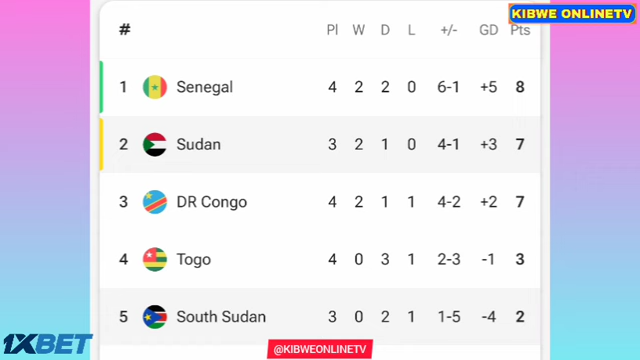 KIBWE ONLINETV
# Pl W D L +/- GD Pts
1 Senegal 4 2 2 0 6-1 +5 8
2 Sudan 3 2 1 0 4-1 +3 7
3 DR Congo 4 2 1 1 4-2 +2 7
4 Togo 4 0 3 1 2-3 -1 3
5 South Sudan 3 0 2 1 1-5 -4 2
1XBET
@KIBWEONLINETV